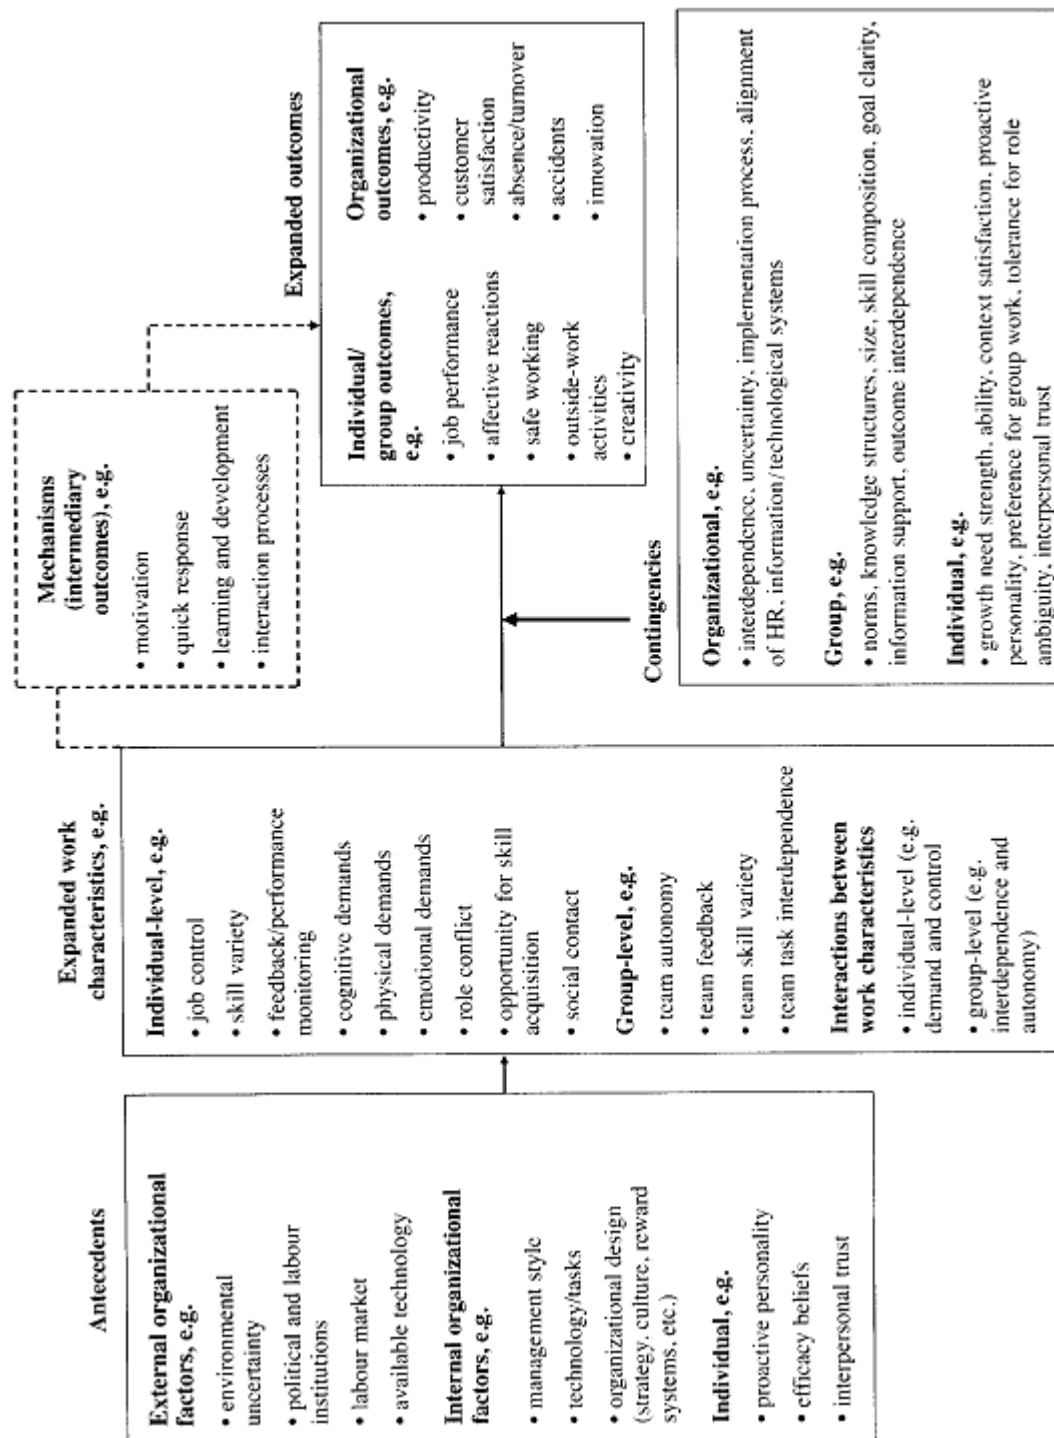 Antecedents
External organizational
factors, e.g.
• environmental
uncertainty
• political and labour
institutions
• labour market
• available technology
Internal organizational
factors, e.g.
• management style
• technology/tasks
• organizational design
(strategy, culture, reward
systems, etc.)
Individual, e.g.
• proactive personality
• efficacy beliefs
• interpersonal trust
Expanded work
characteristics, e.g.
Individual-level, e.g.
• job control
• skill variety
• feedback/performance
monitoring
• cognitive demands
• physical demands
• emotional demands
• role conflict
• opportunity for skill
acquisition
• social contact
Group-level, e.g.
• team autonomy
• team feedback
• team skill variety
• team task interdependence
Interactions between
work characteristics
• individual-level (e.g.
demand and control
• group-level (e.g.
interdependence and
autonomy)
Mechanisms
(intermediary
outcomes), e.g.
• motivation
• quick response
• learning and development
• interaction processes
Expanded outcomes
Individual/
group outcomes,
e.g.
• job performance
• affective reactions
• safe working
• outside-work
activities
• creativity
Organizational
outcomes, e.g.
• productivity
• customer
satisfaction
• absence/turnover
• accidents
• innovation
Contingencies
Organizational, e.g.
• interdependence, uncertainty, implementation process, alignment
of HR, information/technological systems
Group, e.g.
• norms, knowledge structures, size, skill composition, goal clarity,
information support, outcome interdependence
Individual, e.g.
• growth need strength, ability, context satisfaction, proactive
personality, preference for group work, tolerance for role
ambiguity, interpersonal trust